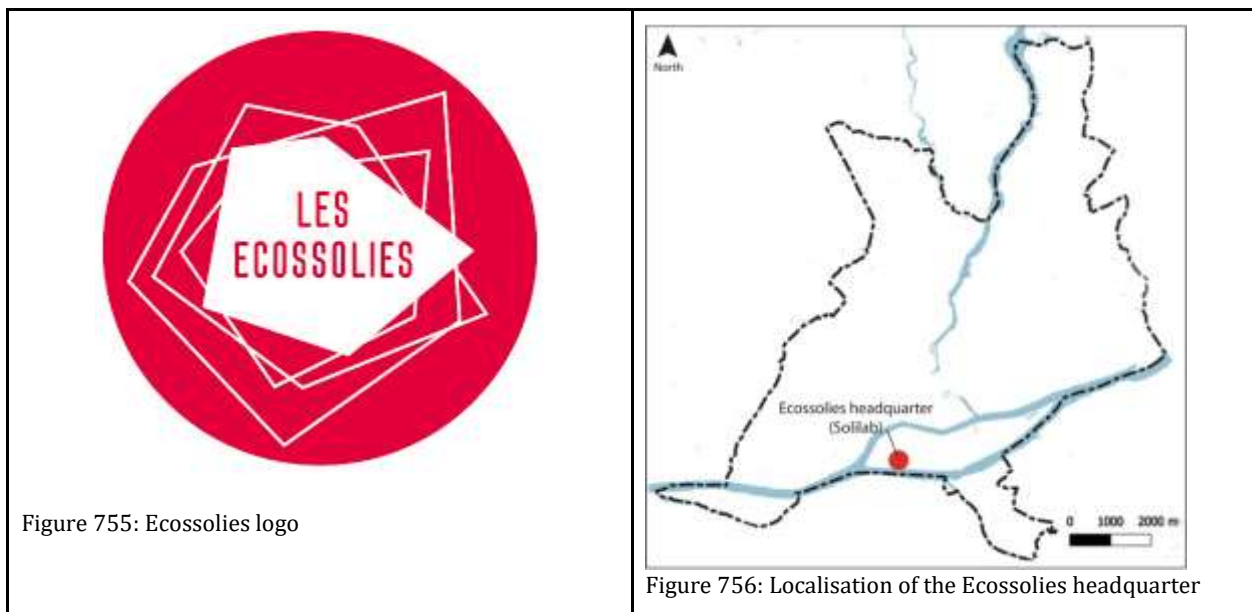 LES
ECOSSOLIES
Figure 755: Ecossolies logo
North
Ecossolies headquarter
(Solilab)
0 1000 2000 m
Figure 756: Localisation of the Ecossolies headquarter